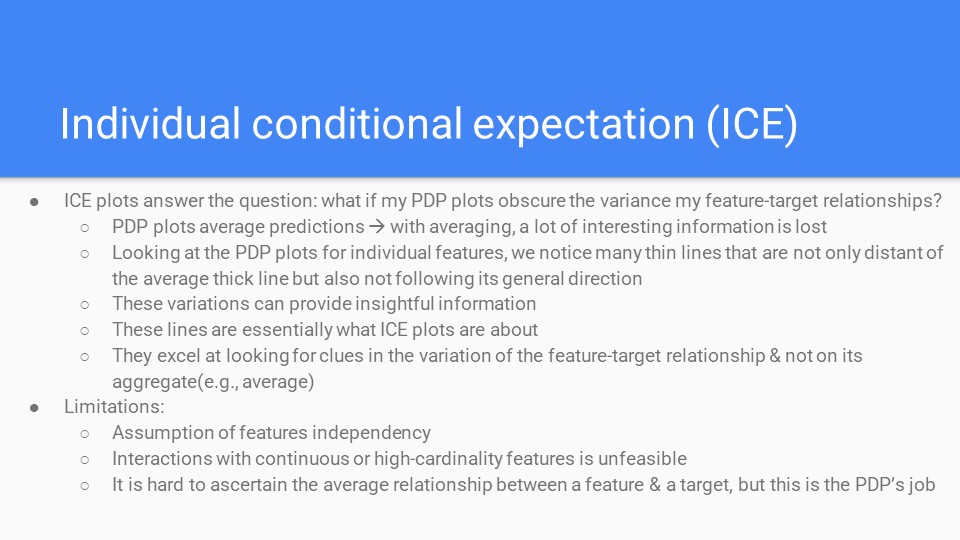 Individual conditional expectation (ICE)
● ICE plots answer the question: what if my PDP plots obscure the variance my feature-target relationships?
○ PDP plots average predictions → with averaging, a lot of interesting information is lost
○ Looking at the PDP plots for individual features, we notice many thin lines that are not only distant of
the average thick line but also not following its general direction
○ These variations can provide insightful information
○ These lines are essentially what ICE plots are about
○ They excel at looking for clues in the variation of the feature-target relationship & not on its
aggregate(e.g., average)
● Limitations:
○ Assumption of features independency
○ Interactions with continuous or high-cardinality features is unfeasible
○ It is hard to ascertain the average relationship between a feature & a target, but this is the PDP’s job